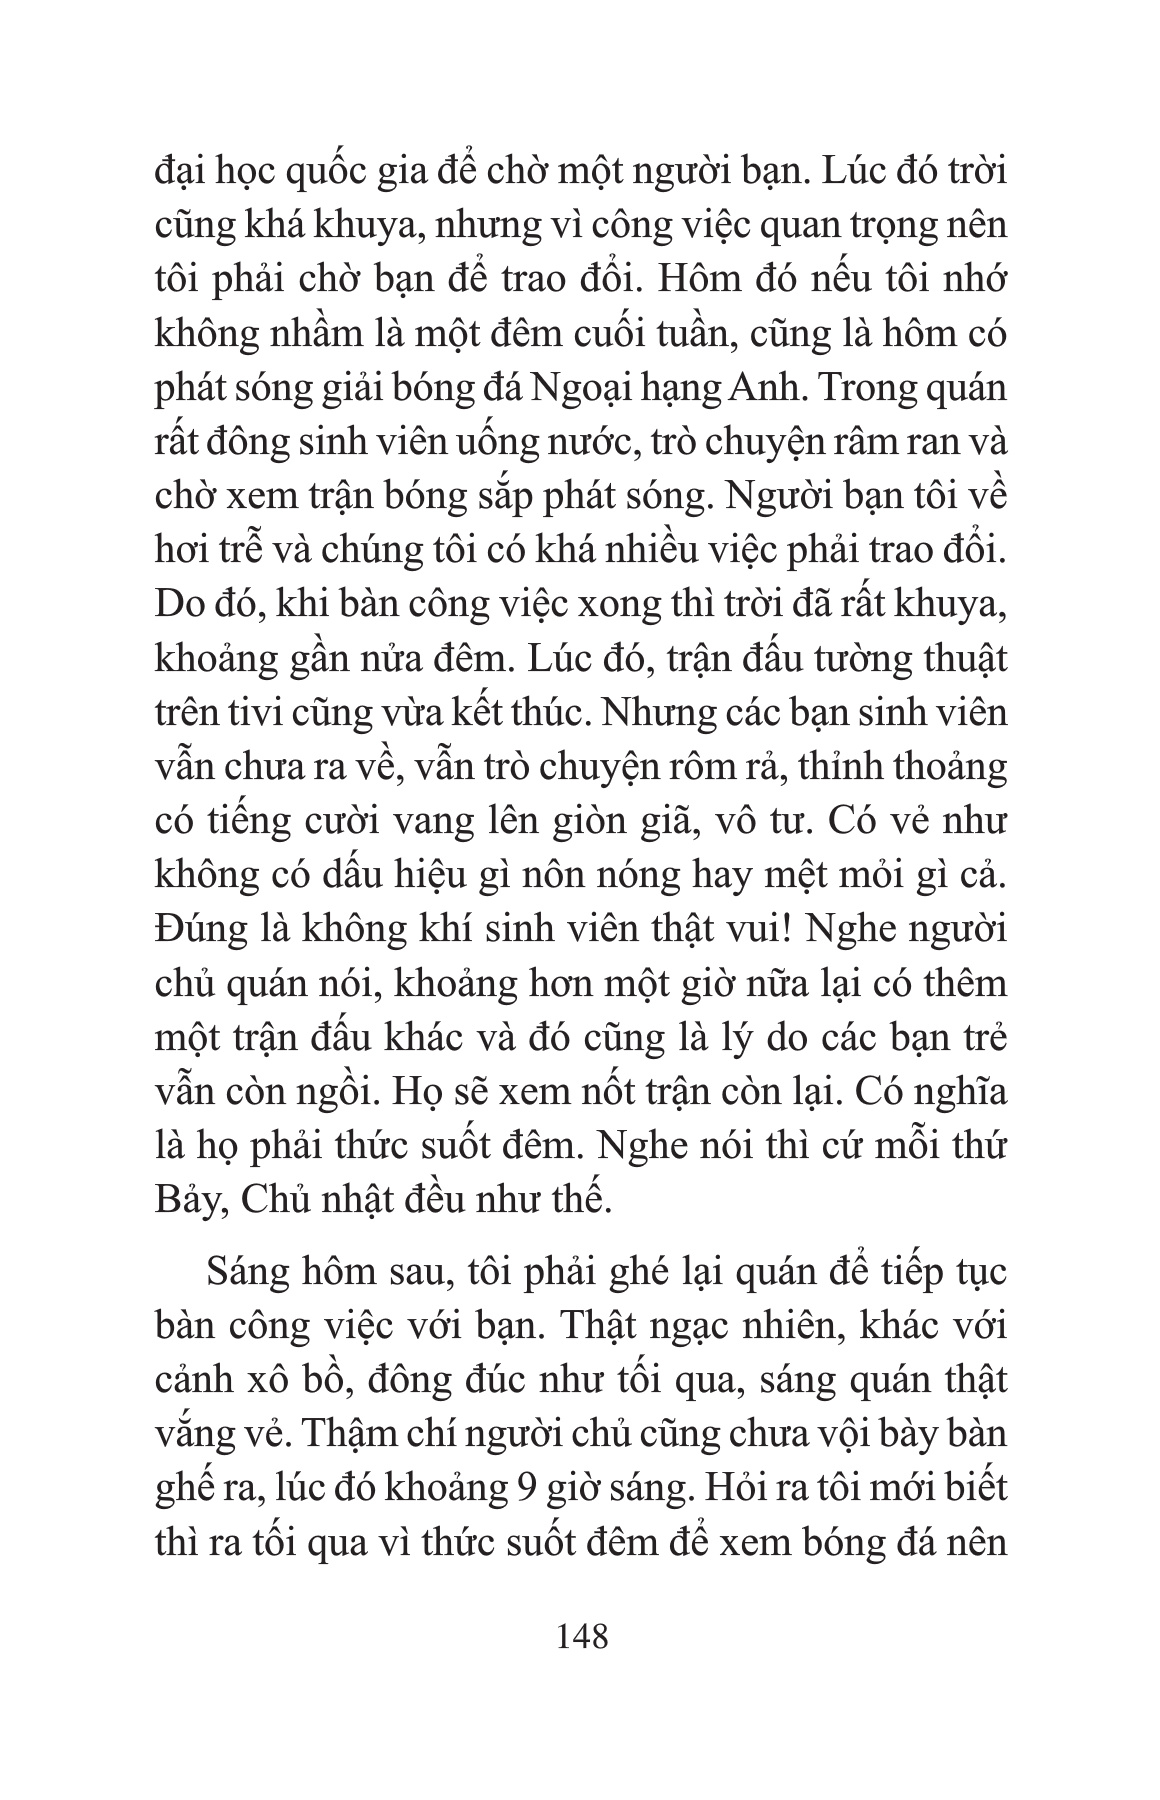 đại học quốc gia để chờ một người bạn. Lúc đó trời
cũng khá khuya, nhưng vì công việc quan trọng nên
tôi phải chờ bạn để trao đổi. Hôm đó nếu tôi nhớ
không nhầm là một đêm cuối tuần, cũng là hôm có
phát sóng giải bóng đá Ngoại hạng Anh. Trong quán
rất đông sinh viên uống nước, trò chuyện râm ran và
chờ xem trận bóng sắp phát sóng. Người bạn tôi về
hơi trễ và chúng tôi có khá nhiều việc phải trao đổi.
Do đó, khi bàn công việc xong thì trời đã rất khuya,
khoảng gần nửa đêm. Lúc đó, trận đấu tường thuật
trên tivi cũng vừa kết thúc. Nhưng các bạn sinh viên
vẫn chưa ra về, vẫn trò chuyện rôm rả, thỉnh thoảng
có tiếng cười vang lên giòn giã, vô tư. Có vẻ như
không có dấu hiệu gì nôn nóng hay mệt mỏi gì cả.
Đúng là không khí sinh viên thật vui! Nghe người
chủ quán nói, khoảng hơn một giờ nữa lại có thêm
một trận đấu khác và đó cũng là lý do các bạn trẻ
vẫn còn ngồi. Họ sẽ xem nốt trận còn lại. Có nghĩa
là họ phải thức suốt đêm. Nghe nói thì cứ mỗi thứ
Bảy, Chủ nhật đều như thế.
Sáng hôm sau, tôi phải ghé lại quán để tiếp tục
bàn công việc với bạn. Thật ngạc nhiên, khác với
cảnh xô bồ, đông đúc như tối qua, sáng quán thật
vắng vẻ. Thậm chí người chủ cũng chưa vội bày bàn
ghế ra, lúc đó khoảng 9 giờ sáng. Hỏi ra tôi mới biết
thì ra tối qua vì thức suốt đêm để xem bóng đá nên
148